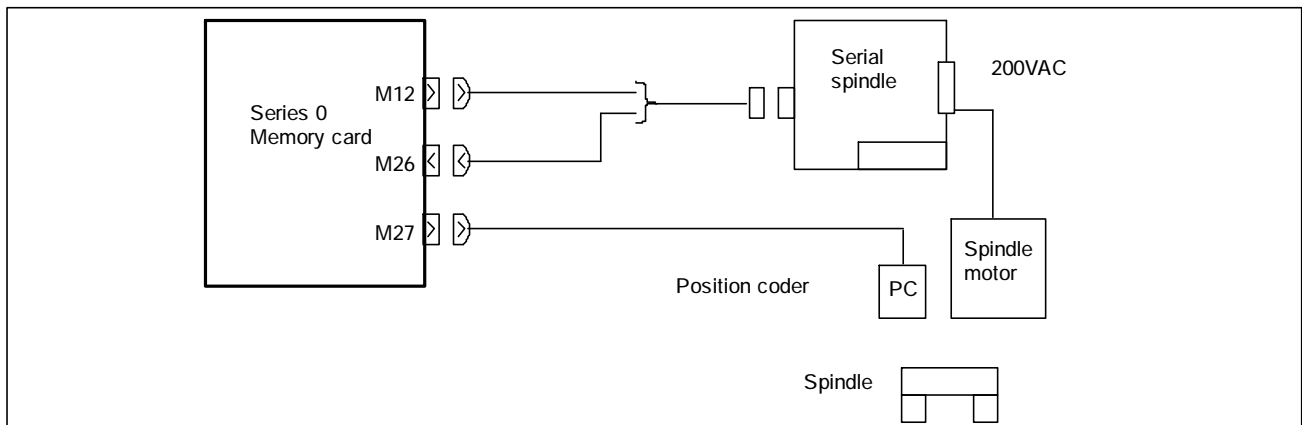 Serial
spindle
200VAC
M12
Series 0
Memory card
M26
M27
Spindle
motor
Position coder
PC
Spindle